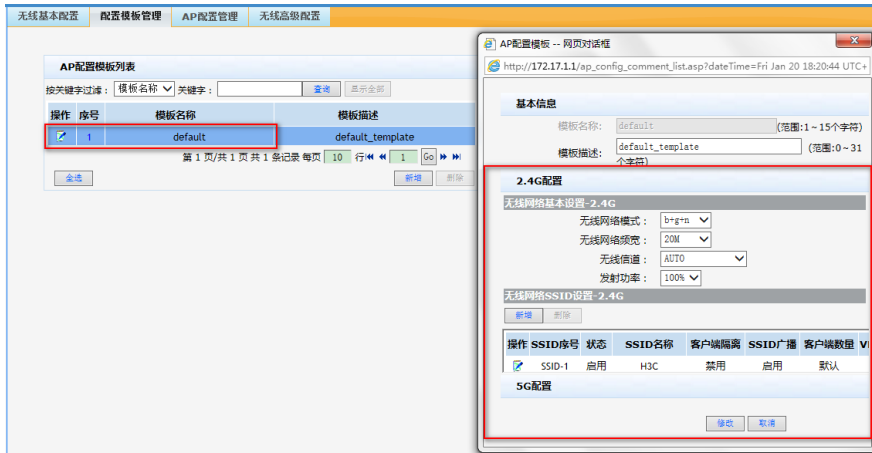 无线基本配置 配置模板管理 AP配置管理 无线高级配置
AP配置模板列表
按关键字过滤： 模板名称 关键字： 查询 显示全部
操作 序号 模板名称 模板描述
1 default default_template
第 1 页/共 1 页 共 1 条记录 每页 10 行 1 Go
全选 新增 删除
AP配置模板 -- 网页对话框
http://172.17.1.1/ap_config_comment_list.asp?dateTime=Fri Jan 20 18:20:44 UTC+
基本信息
模板名称: default (范围:1~15个字符)
模板描述: default_template (范围:0~31
个字符)
2.4G配置
无线网络基本设置-2.4G
无线网络模式： b+g+n
无线网络频宽： 20M
无线信道： AUTO
发射功率： 100%
无线网络SSID设置-2.4G
新增 删除
操作 SSID序号 状态 SSID名称 客户端隔离 SSID广播 客户端数量 VI
SSID-1 启用 H3C 禁用 启用 默认
5G配置
修改 取消